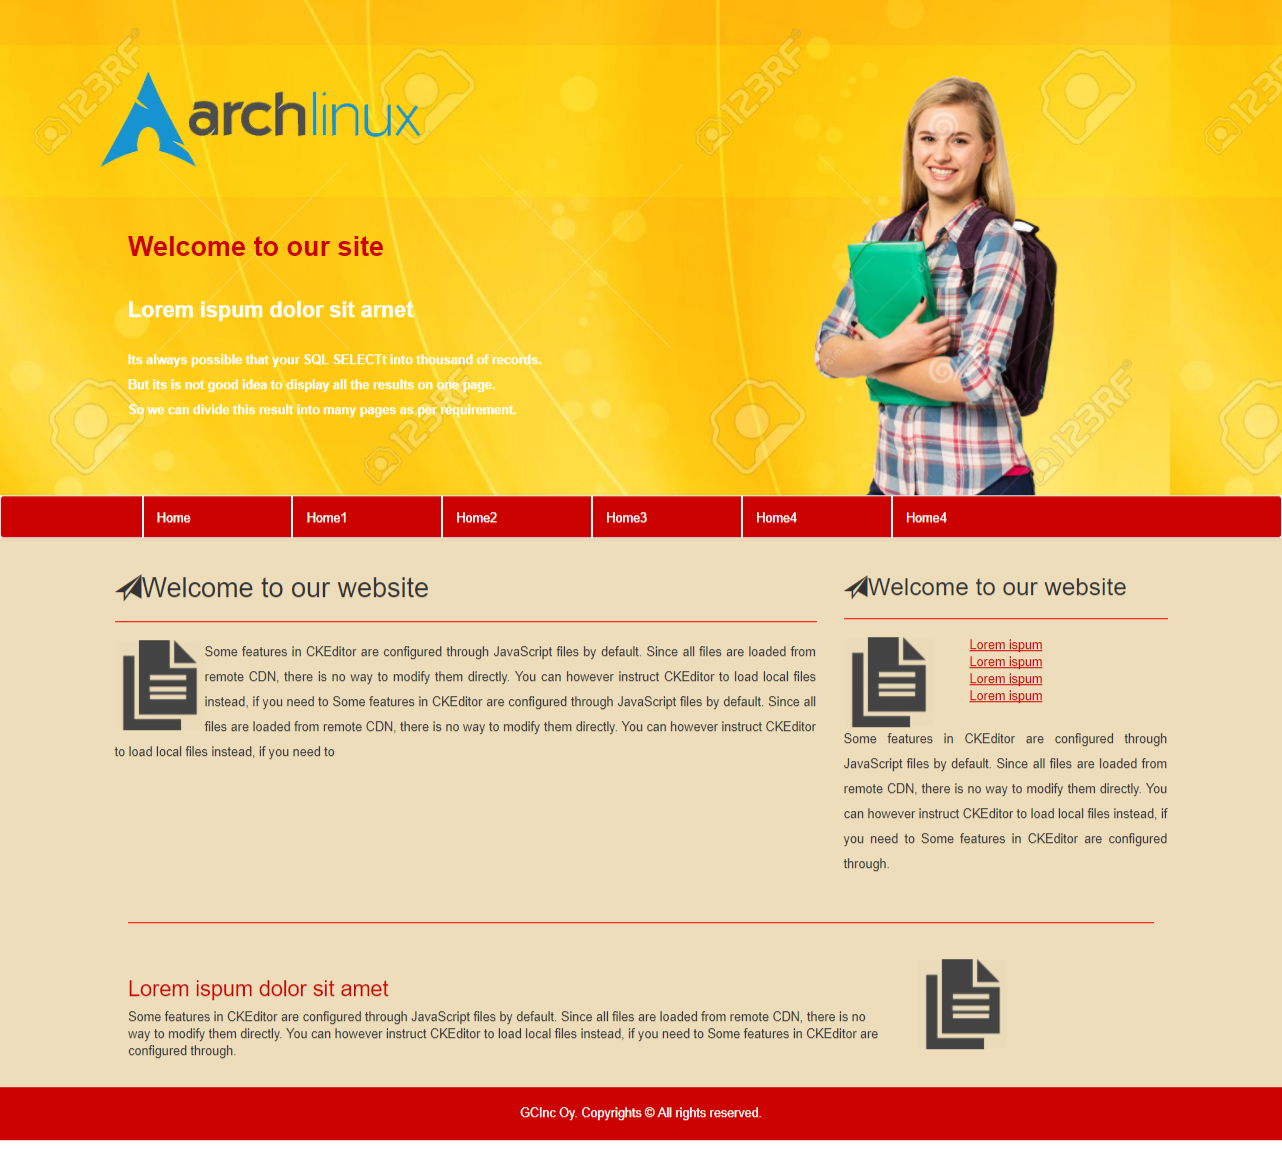 123RF
123RF
123RF
archlinux
Welcome to our site
Lorem ispum dolor sit arnet
Its always possible that your SQL SELECTt into thousand of records.
But its is not good idea to display all the results on one page.
So we can divide this result into many pages as per requirement.
123RF
123RF
Home
Home1
Home2
Home3
Home4
Home4
Welcome to our website
Some features in CKEditor are configured through JavaScript files by default. Since all files are loaded from
remote CDN, there is no way to modify them directly. You can however instruct CKEditor to load local files
instead, if you need to Some features in CKEditor are configured through JavaScript files by default. Since all
files are loaded from remote CDN, there is no way to modify them directly. You can however instruct CKEditor
to load local files instead, if you need to
Welcome to our website
Lorem ispum
Lorem ispum
Lorem ispum
Lorem ispum
Some features in CKEditor are configured through
JavaScript files by default. Since all files are loaded from
remote CDN, there is no way to modify them directly. You
can however instruct CKEditor to load local files instead, if
you need to Some features in CKEditor are configured
through.
Lorem ispum dolor sit amet
Some features in CKEditor are configured through JavaScript files by default. Since all files are loaded from remote CDN, there is no
way to modify them directly. You can however instruct CKEditor to load local files instead, if you need to Some features in CKEditor are
configured through.
GCInc Oy. Copyrights © All rights reserved.